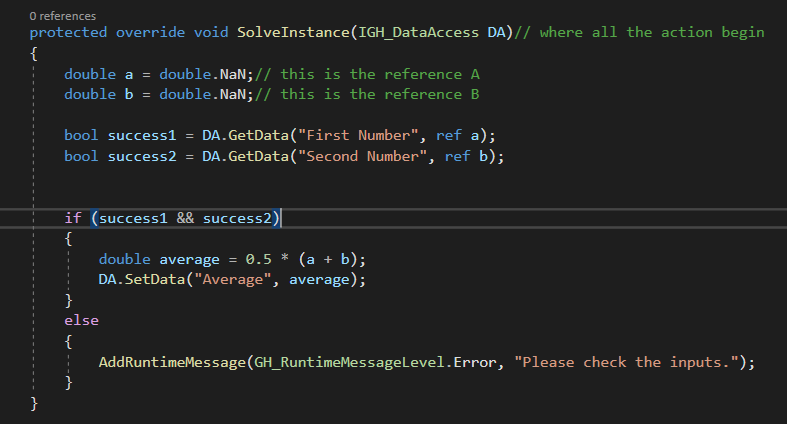 0 references
protected override void SolveInstance(IGH_DataAccess DA)// where all the action begin
{
double a = double.NaN;// this is the reference A
double b = double.NaN;// this is the reference B
bool success1 = DA.GetData("First Number", ref a);
bool success2 = DA.GetData("Second Number", ref b);
if (success1 && success2)
{
double average = 0.5 * (a + b);
DA.SetData("Average", average);
}
else
{
AddRuntimeMessage(GH_RuntimeMessageLevel.Error, "Please check the inputs.");
}
}